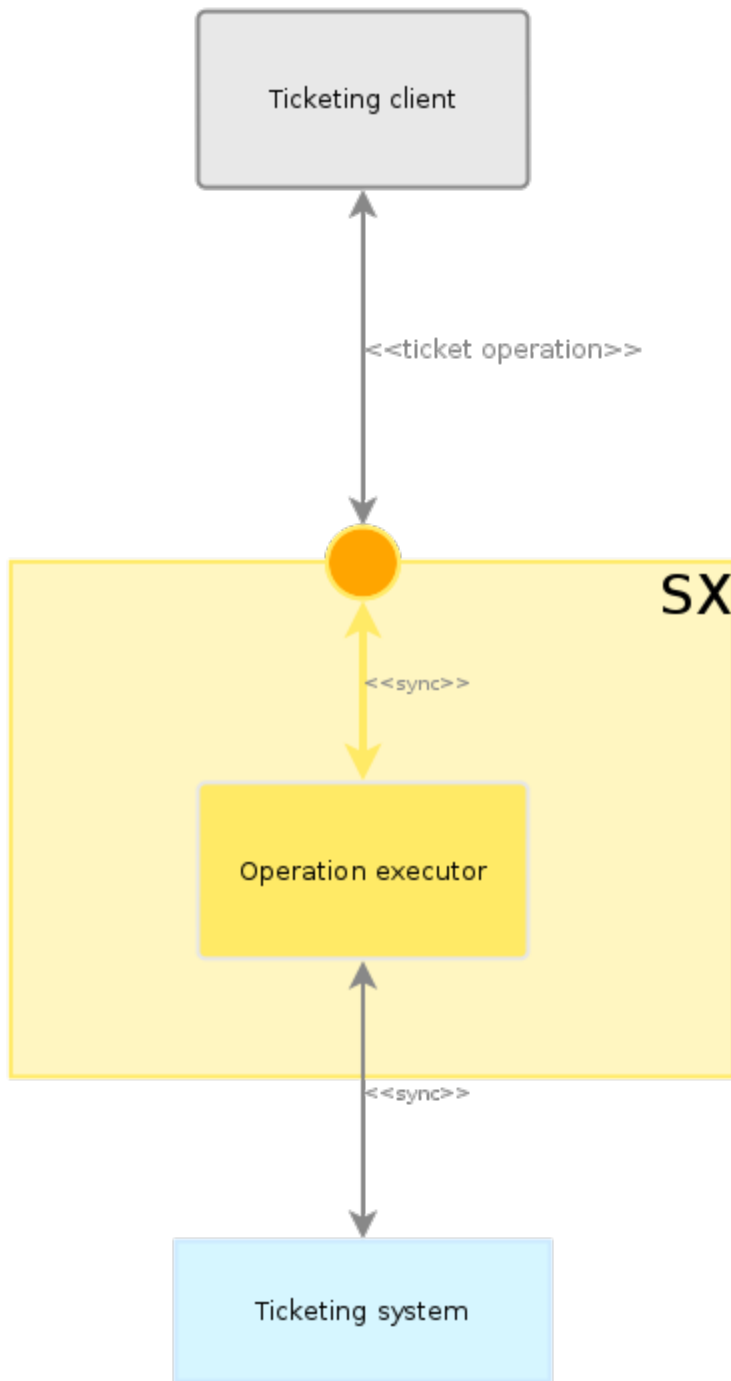 Ticketing client
<<ticket operation>>
SX
<<sync>>
Operation executor
<<sync>>
Ticketing system